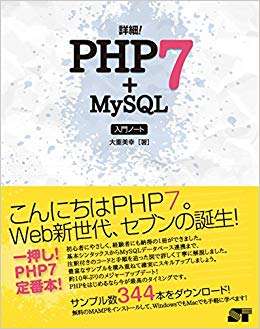 詳細!
PHP7
+
MySQL
入門ノート
大重美幸 [著]
こんにちはPHP7。
Web新世代、セブンの誕生!
一押し!
PHP7
定番本!
初心者にやさしく、経験者にも納得の1冊ができました。
基本シンタックスからMySQLデータベース連携まで、
注釈付きのコードと手順を追った図で詳しく丁寧に解説しました。
豊富なサンプルを積み重ねて確実にスキルアップしましょう。
約10年ぶりのメジャーアップデート!
PHPをはじめるなら今が最高のタイミングです。
サンプル数344本をダウンロード!
無料のMAMPをインストールして、WindowsでもMacでも手軽に学べます!